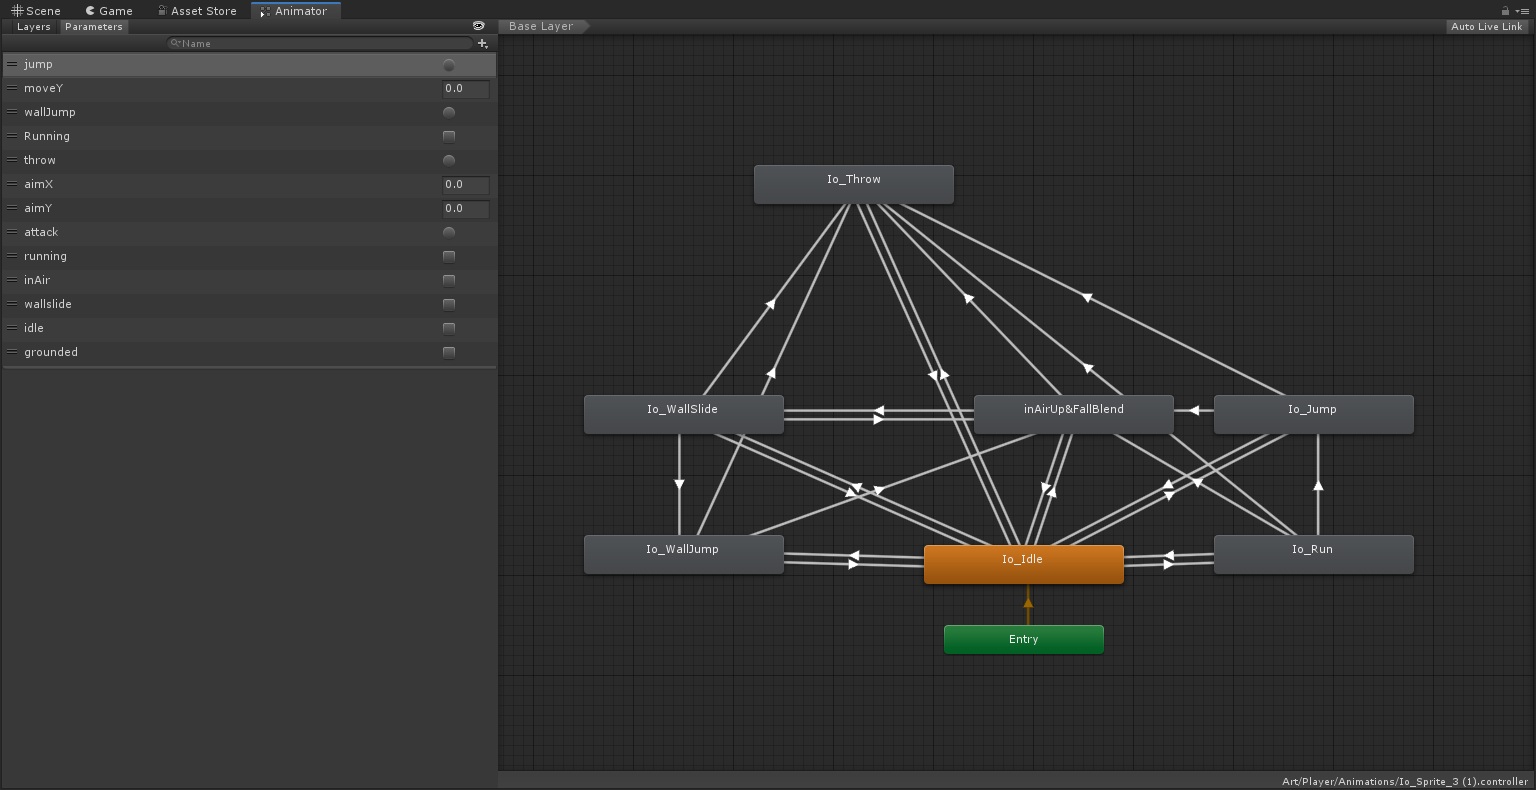 Scene Game Asset Store Animator
Layers Parameters
Base Layer
Auto Live Link
Name
jump
moveY 0.0
wallJump
Running
throw
aimX 0.0
aimY 0.0
attack
running
inAir
wallslide
idle
grounded
Io_Throw
Io_WallSlide
inAirUp&FallBlend
Io_Jump
Io_WallJump
Io_Idle
Io_Run
Entry
Art/Player/Animations/Io_Sprite_3 (1).controller